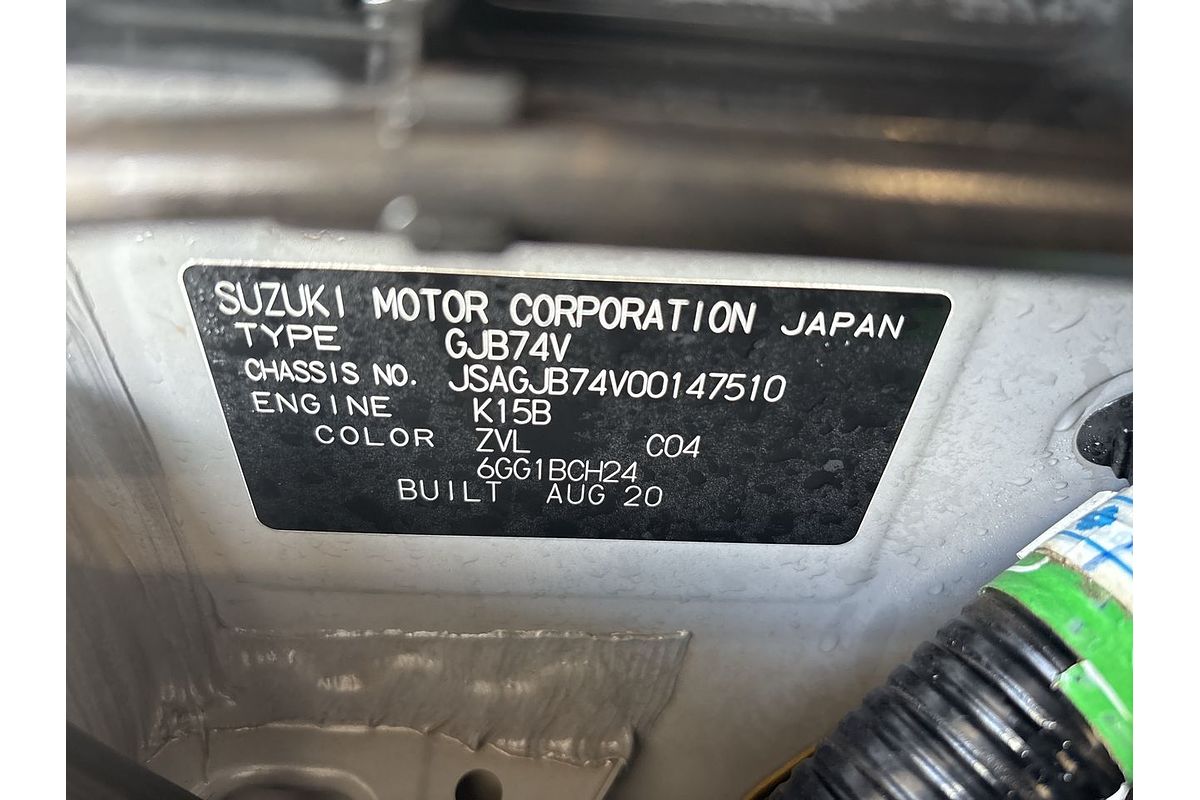 SUZUKI MOTOR CORPORATION JAPAN
TYPE GJB74V
CHASSIS NO. JSAGJB74V00147510
ENGINE K15B
COLOR ZVL C04
6GG1BCH24
BUILT AUG 20